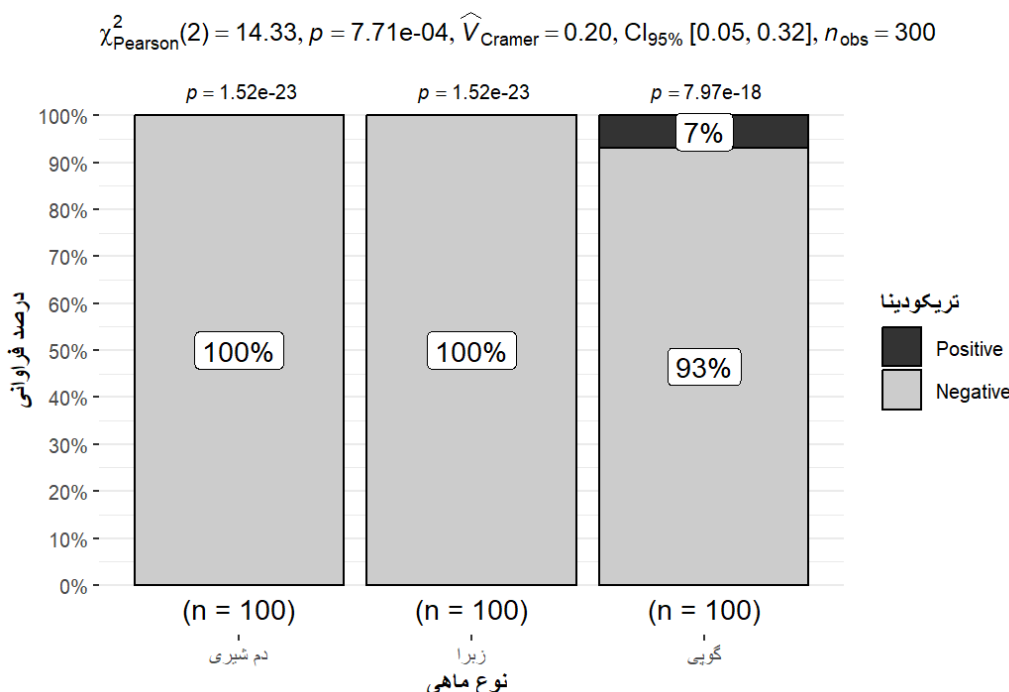 χ²Pearson(2) = 14.33, p = 7.71e-04, V̂Cramer = 0.20, CI95% [0.05, 0.32], nobs = 300
p = 1.52e-23 p = 1.52e-23 p = 7.97e-18
100%
90%
80%
70%
60%
50%
40%
30%
20%
10%
0%
درصد فراوانی
7%
100% 100% 93%
تریکودینا
Positive
Negative
(n = 100) (n = 100) (n = 100)
دم شیری زبرا گوپی
نوع ماهی